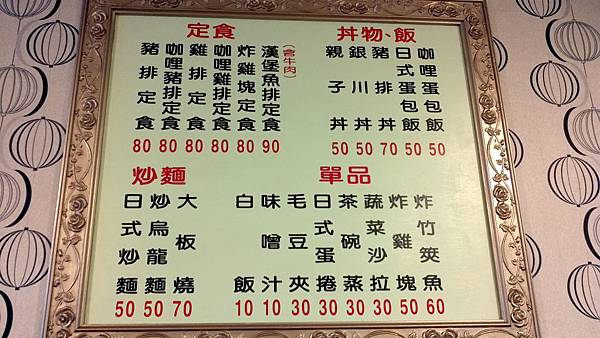 定食
豬排定食 80
咖哩豬排定食 80
雞排定食 80
咖哩雞排定食 80
炸雞塊定食 80
漢堡魚排定食 90
(含牛肉)
丼物、飯
親子丼 50
銀川丼 50
豬排丼 70
日式蛋包飯 50
咖哩蛋包飯 50
炒麵
日式炒麵 50
炒烏龍麵 50
大板燒 70
單品
白飯 10
味噌汁 10
毛豆夾 30
日式蛋捲 30
茶碗蒸 30
蔬菜沙拉 30
炸雞塊 50
炸竹筴魚 60